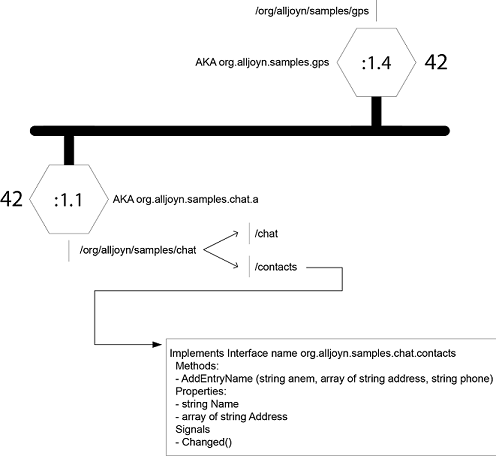 /org/alljoyn/samples/gps
AKA org.alljoyn.samples.gps
:1.4
42
42
:1.1
AKA org.alljoyn.samples.chat.a
/org/alljoyn/samples/chat
/chat
/contacts
Implements Interface name org.alljoyn.samples.chat.contacts
Methods:
- AddEntryName (string anem, array of string address, string phone)
Properties:
- string Name
- array of string Address
Signals
- Changed()